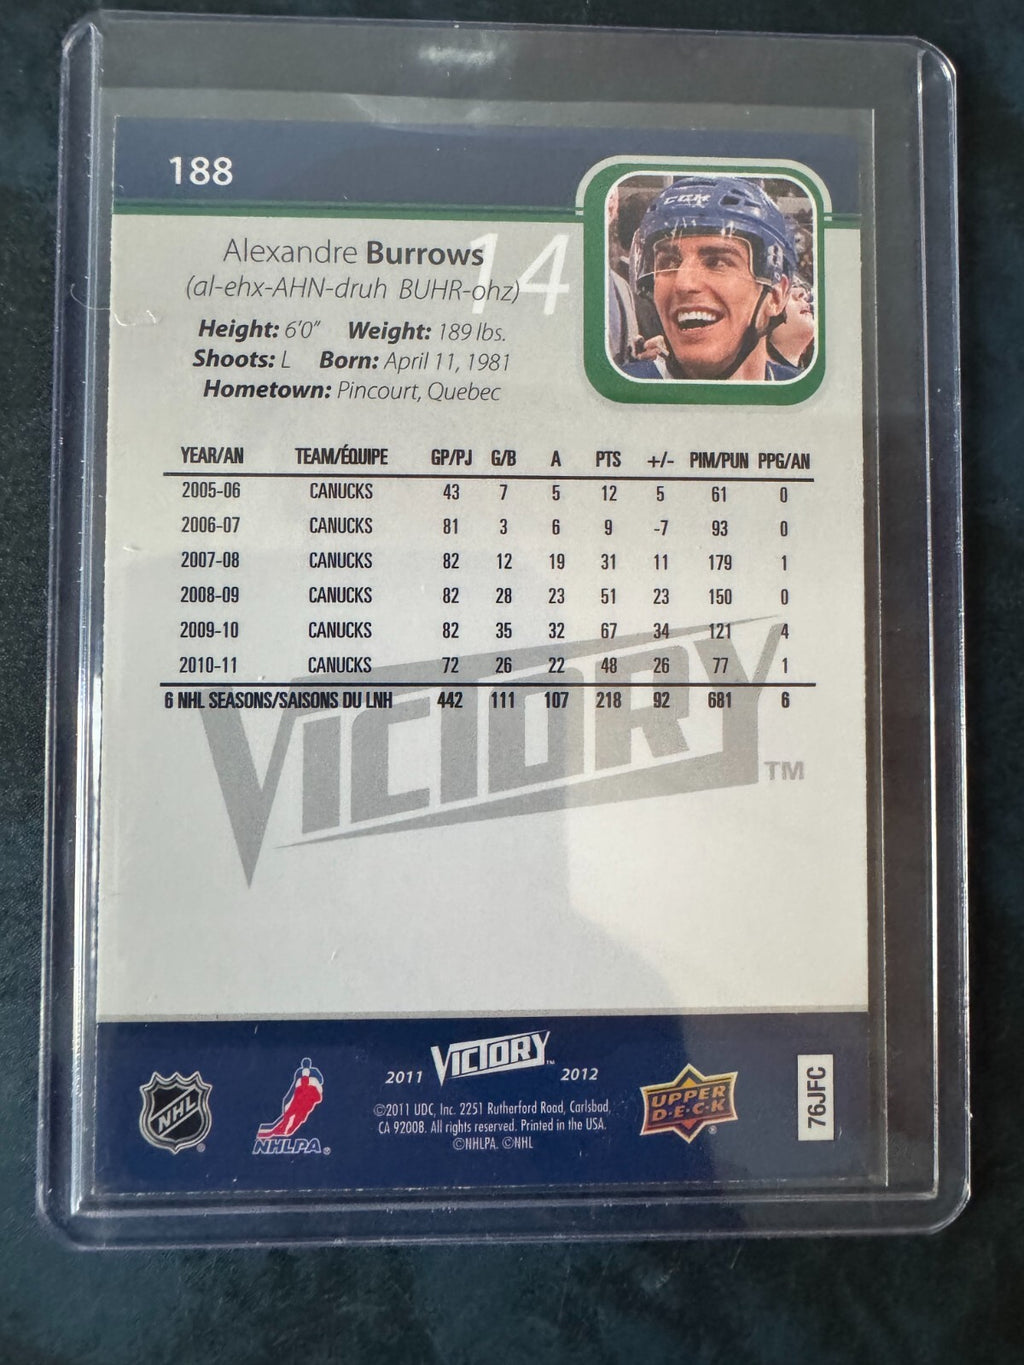 188
Alexandre Burrows
14
(al-ehx-AHN-druh BUHR-ohz)
Height: 6'0" Weight: 189 lbs.
Shoots: L Born: April 11, 1981
Hometown: Pincourt, Quebec
CCM
YEAR/AN TEAM/ÉQUIPE GP/PJ G/B A PTS +/- PIM/PUN PPG/AN
2005-06 CANUCKS 43 7 5 12 5 61 0
2006-07 CANUCKS 81 3 6 9 -7 93 0
2007-08 CANUCKS 82 12 19 31 11 179 1
2008-09 CANUCKS 82 28 23 51 23 150 0
2009-10 CANUCKS 82 35 32 67 34 121 4
2010-11 CANUCKS 72 26 22 48 26 77 1
6 NHL SEASONS/SAISONS DU LNH 442 111 107 218 92 681 6
VICTORY TM
2011 VICTORY TM 2012
NHL ®
NHLPA ®
©2011 UDC, Inc. 2251 Rutherford Road, Carlsbad,
CA 92008. All rights reserved. Printed in the USA.
©NHLPA. ©NHL
UPPER
D·E·C·K ®
76JFC